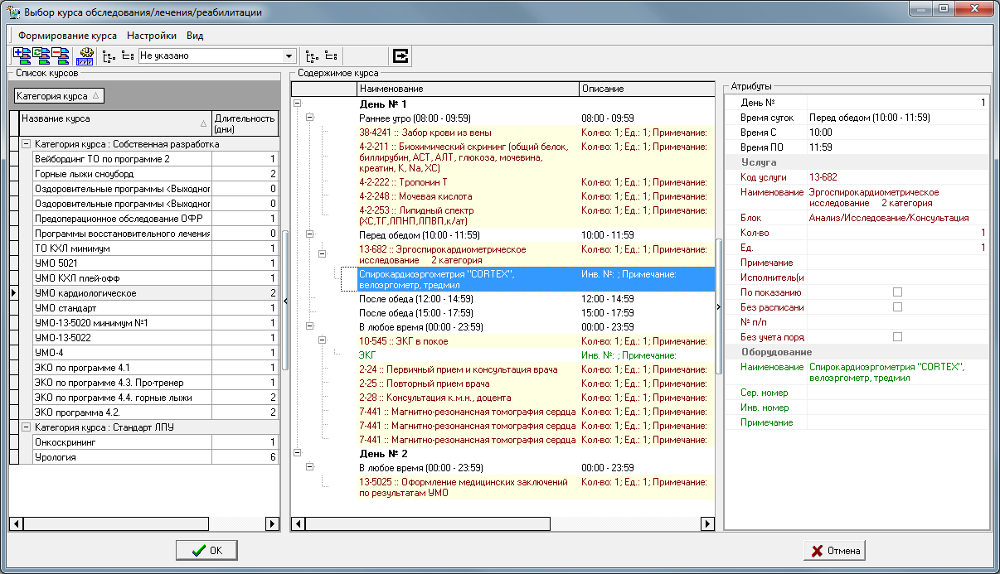 Выбор курса обследования/лечения/реабилитации
Формирование курса Настройки Вид
Не указано
Список курсов
Категория курса
Название курса Длительность (дни)
Категория курса : Собственная разработка
Вейбординг ТО по программе 2 1
Горные лыжи сноуборд 2
Оздоровительные программы <Выходног 0
Оздоровительные программы <Выходног 0
Предоперационное обследование ОФР 1
Программы восстановительного лечения 0
ТО КХЛ минимум 1
УМО 5021 1
УМО КХЛ плей-офф 1
УМО кардиологическое 2
УМО стандарт 1
УМО-13-5020 минимум №1 1
УМО-13-5022 1
УМО-4 1
ЭКО по программе 4.1 1
ЭКО по программе 4.3. Про-тренер 1
ЭКО по программе 4.4. горные лыжи 2
ЭКО программа 4.2. 2
Категория курса : Стандарт ЛПУ
Онкоскрининг 1
Урология 6
OK
Содержимое курса
Наименование Описание
День № 1
Раннее утро (08:00 - 09:59) 08:00 - 09:59
38-4241 :: Забор крови из вены Кол-во: 1; Ед.: 1; Примечание:
4-2-211 :: Биохимический скрининг (общий белок, Кол-во: 1; Ед.: 1; Примечание:
биллирубин, АСТ, АЛТ, глюкоза, мочевина,
креатин, K, Na, ХС)
4-2-222 :: Тропонин Т Кол-во: 1; Ед.: 1; Примечание:
4-2-248 :: Мочевая кислота Кол-во: 1; Ед.: 1; Примечание:
4-2-253 :: Липидный спектр Кол-во: 1; Ед.: 1; Примечание:
(ХС,ТГ,ЛПНП,ЛПВП,к/ат)
Перед обедом (10:00 - 11:59) 10:00 - 11:59
13-682 :: Эргоспирокардиометрическое Кол-во: 1; Ед.: 1; Примечание:
исследование 2 категория
Спирокардиоэргометрия "CORTEX", Инв. №: ; Примечание:
велоэргометр, тредмил
После обеда (12:00 - 14:59) 12:00 - 14:59
После обеда (15:00 - 17:59) 15:00 - 17:59
В любое время (00:00 - 23:59) 00:00 - 23:59
10-545 :: ЭКГ в покое Кол-во: 1; Ед.: 1; Примечание:
ЭКГ Инв. №: ; Примечание:
2-24 :: Первичный прием и консультация врача Кол-во: 1; Ед.: 1; Примечание:
2-25 :: Повторный прием врача Кол-во: 1; Ед.: 1; Примечание:
2-28 :: Консультация к.м.н., доцента Кол-во: 1; Ед.: 1; Примечание:
7-441 :: Магнитно-резонансная томография сердца Кол-во: 1; Ед.: 1; Примечание:
7-441 :: Магнитно-резонансная томография сердца Кол-во: 1; Ед.: 1; Примечание:
7-441 :: Магнитно-резонансная томография сердца Кол-во: 1; Ед.: 1; Примечание:
День № 2
В любое время (00:00 - 23:59) 00:00 - 23:59
13-5025 :: Оформление медицинских заключений Кол-во: 1; Ед.: 1; Примечание:
по результатам УМО
Атрибуты
День № 1
Время суток Перед обедом (10:00 - 11:59)
Время С 10:00
Время ПО 11:59
Услуга
Код услуги 13-682
Наименование Эргоспирокардиометрическое
исследование 2 категория
Блок Анализ/Исследование/Консультация
Кол-во 1
Ед. 1
Примечание
Исполнитель(и
По показанию
Без расписани
№ п/п
Без учета поряд
Оборудование
Наименование Спирокардиоэргометрия "CORTEX",
велоэргометр, тредмил
Сер. номер
Инв. номер
Примечание
Отмена